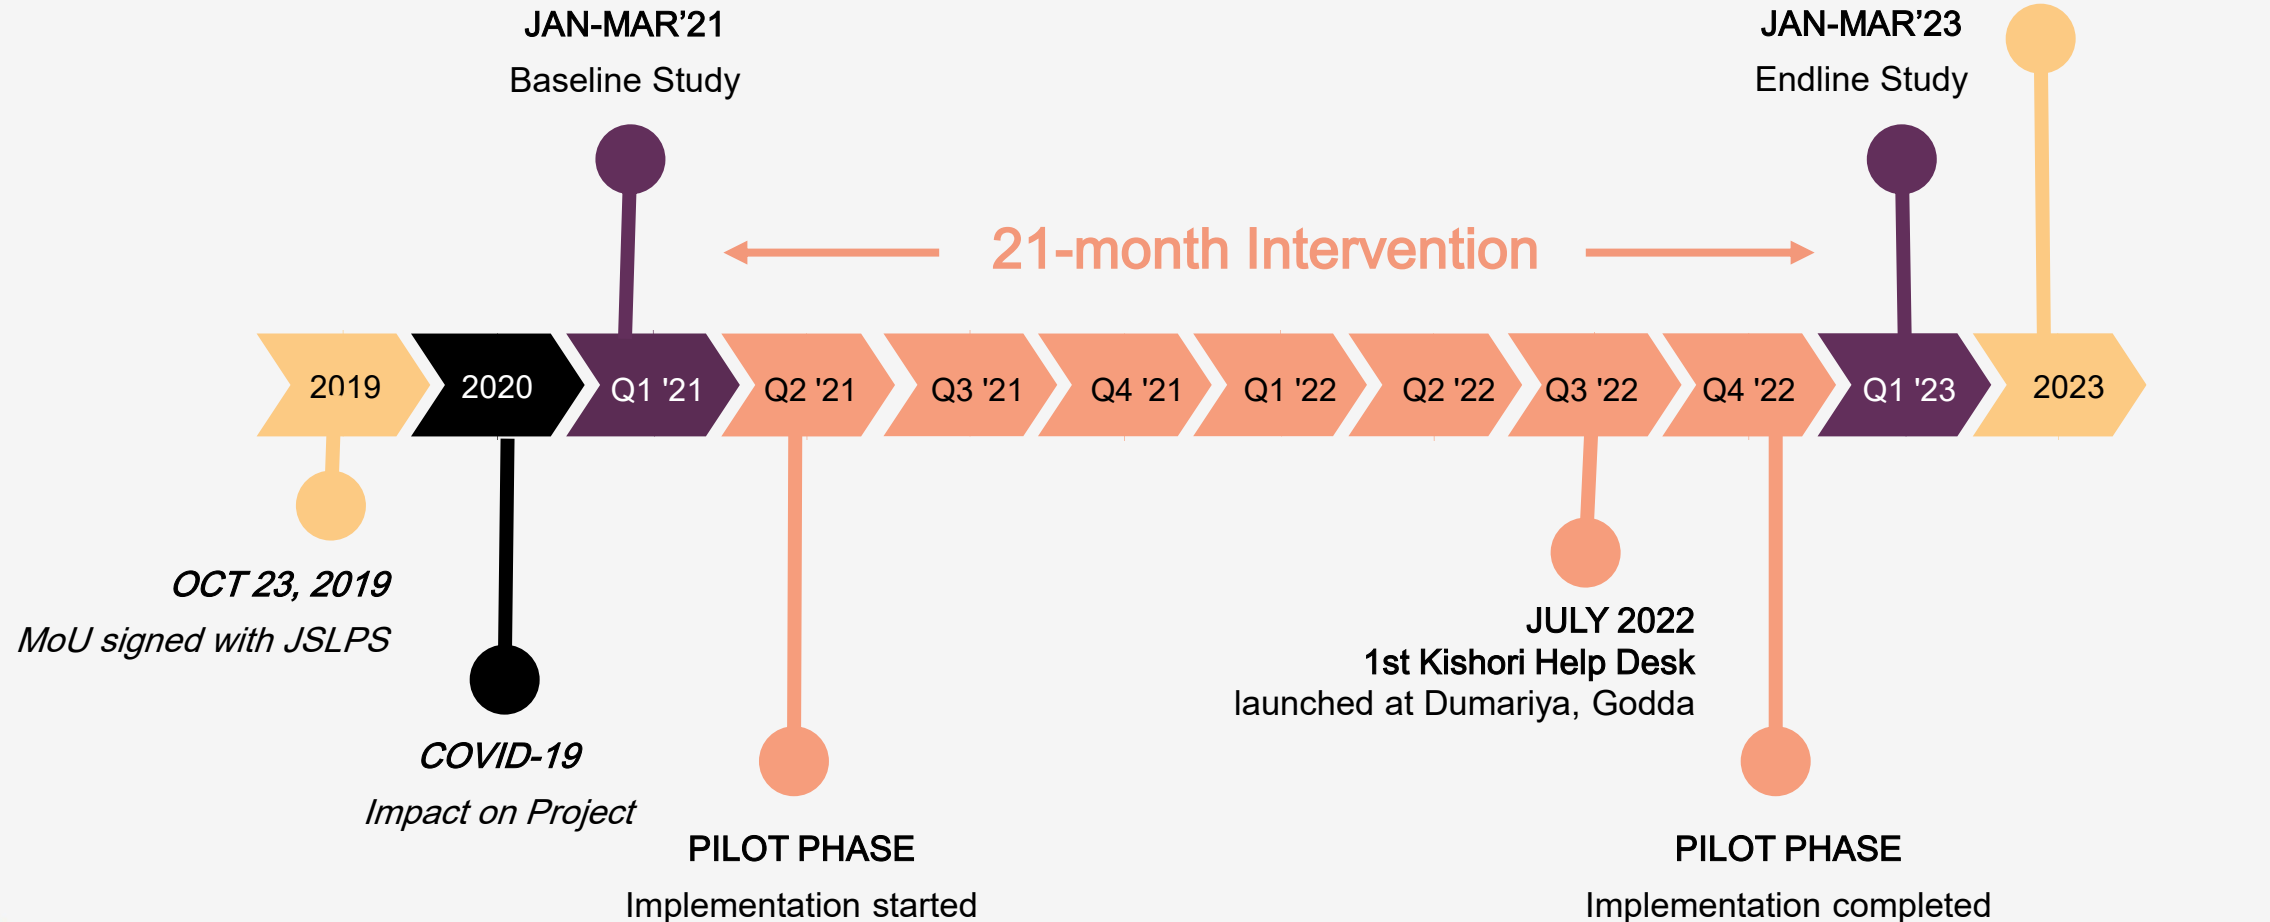 JAN-MAR’21
Baseline Study
JAN-MAR’23
Endline Study
21-month Intervention
2019
2020
Q1 '21
Q2 '21
Q3 '21
Q4 '21
Q1 '22
Q2 '22
Q3 '22
Q4 '22
Q1 '23
2023
OCT 23, 2019
MoU signed with JSLPS
COVID-19
Impact on Project
JULY 2022
1st Kishori Help Desk
launched at Dumariya, Godda
PILOT PHASE
Implementation started
PILOT PHASE
Implementation completed